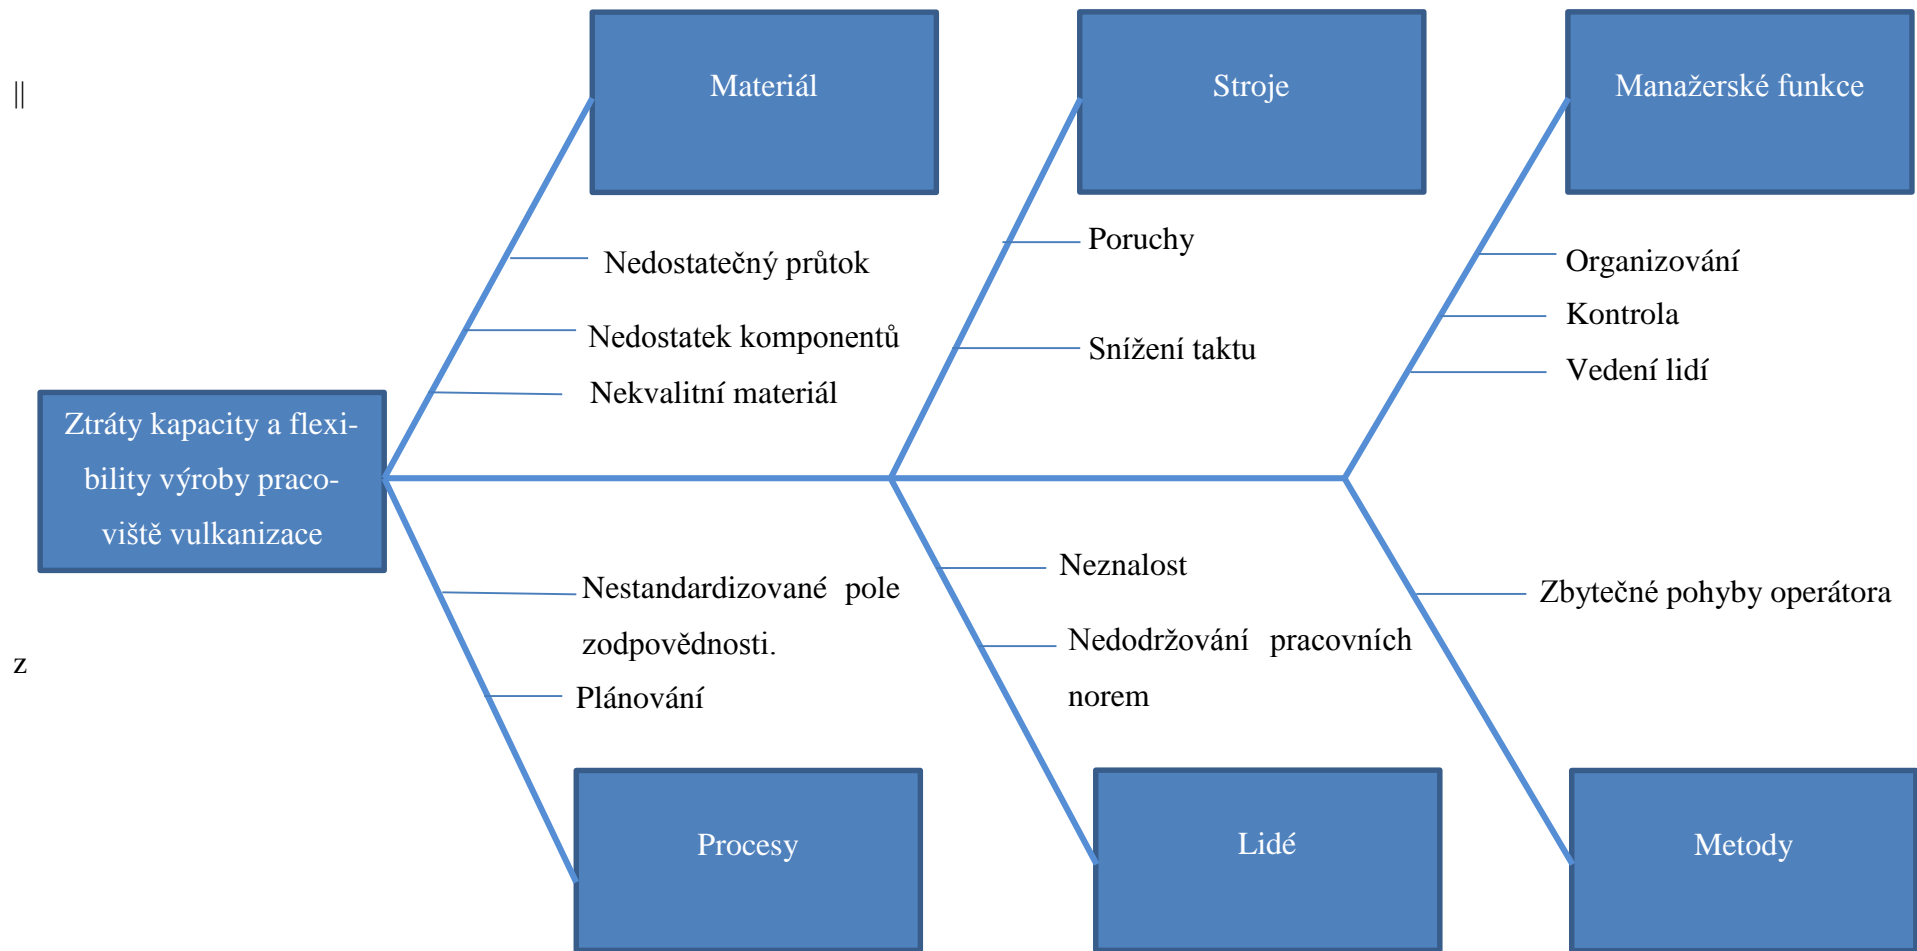 ||
Materiál
Stroje
Manažerské funkce
Nedostatečný průtok
Nedostatek komponentů
Nekvalitní materiál
Poruchy
Snížení taktu
Organizování
Kontrola
Vedení lidí
Ztráty kapacity a flexi-
bility výroby praco-
viště vulkanizace
Nestandardizované pole
zodpovědnosti.
Plánování
Neznalost
Nedodržování pracovních
norem
Zbytečné pohyby operátora
z
Procesy
Lidé
Metody